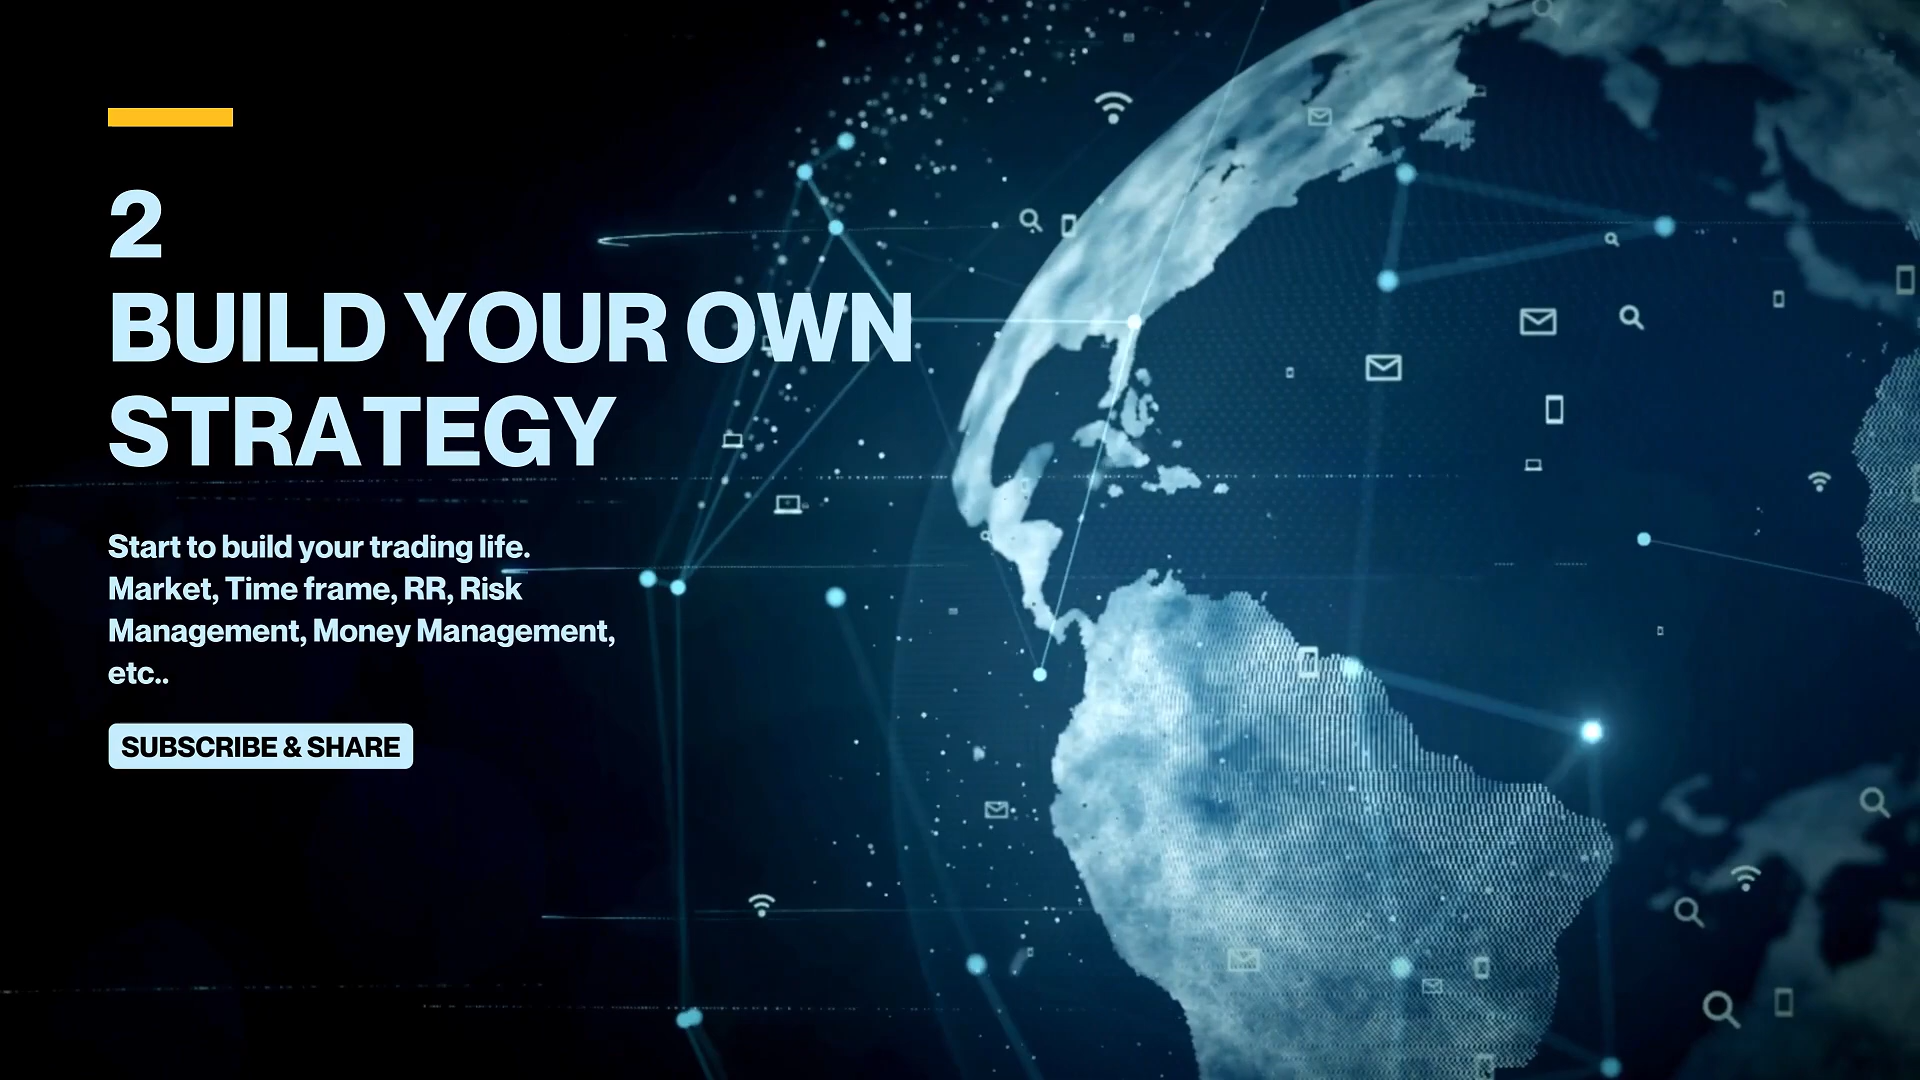 2
BUILD YOUR OWN
STRATEGY
Start to build your trading life.
Market, Time frame, RR, Risk
Management, Money Management,
etc..
SUBSCRIBE & SHARE